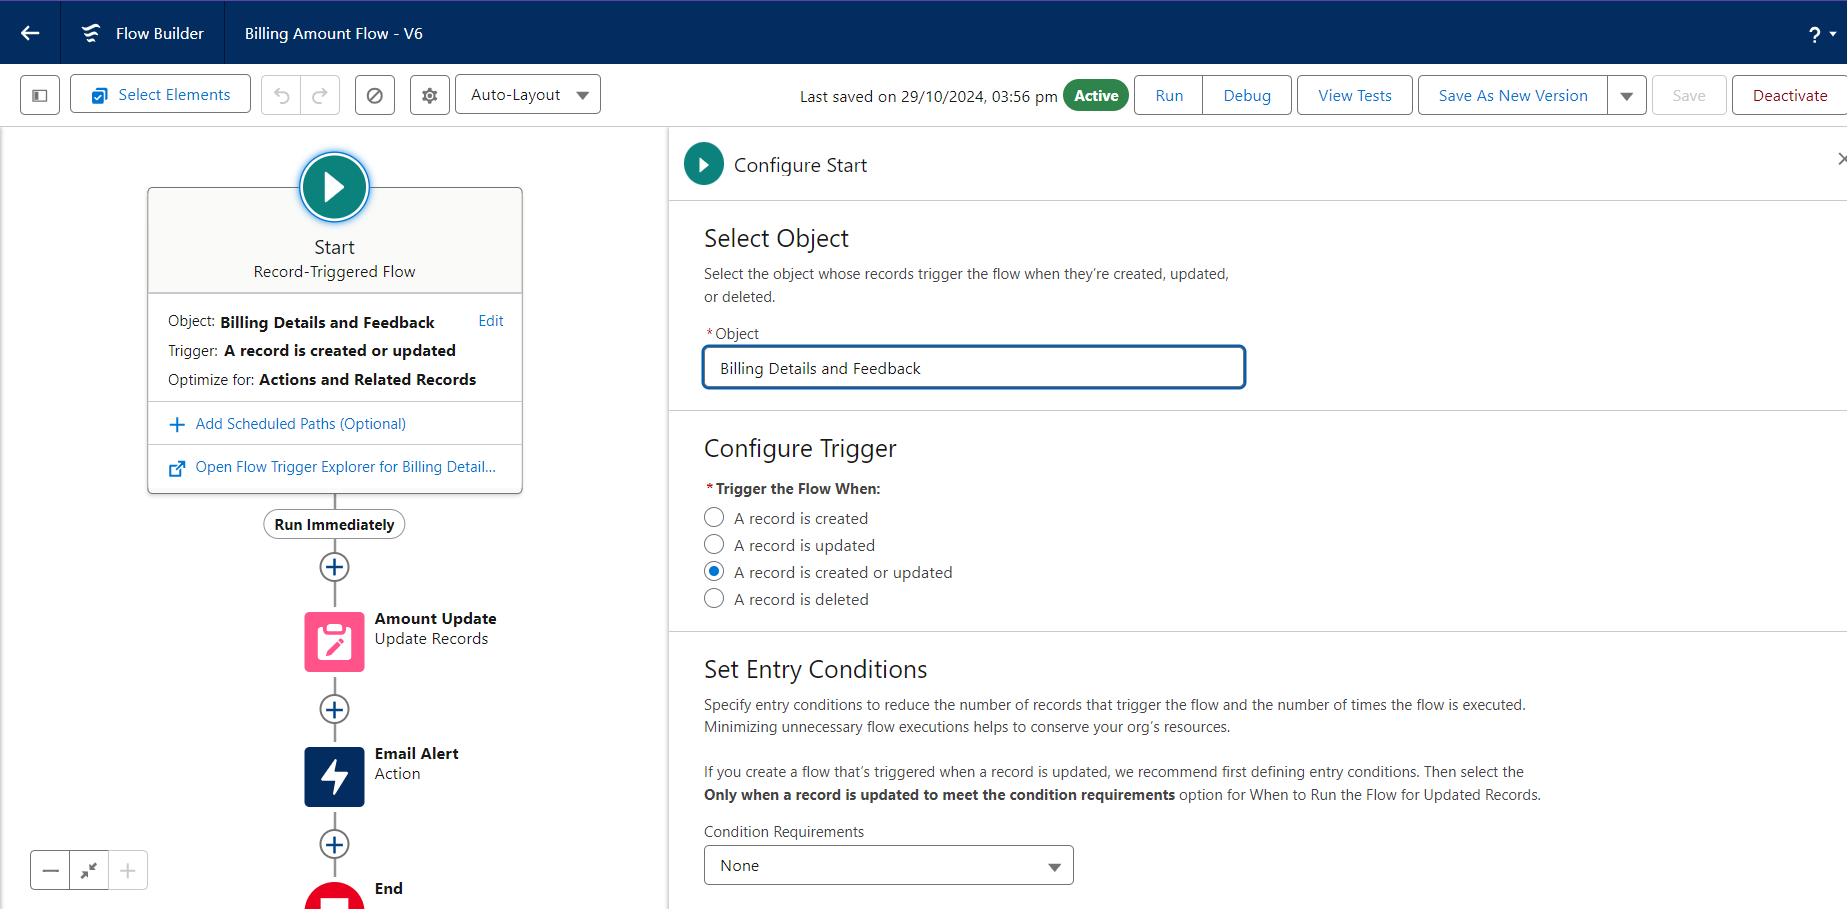 Flow Builder
Billing Amount Flow - V6
?
Select Elements
Auto-Layout
Last saved on 29/10/2024, 03:56 pm
Active
Run
Debug
View Tests
Save As New Version
Save
Deactivate
Start
Record-Triggered Flow
Object: Billing Details and Feedback
Edit
Trigger: A record is created or updated
Optimize for: Actions and Related Records
Add Scheduled Paths (Optional)
Open Flow Trigger Explorer for Billing Detail...
Run Immediately
Amount Update
Update Records
Email Alert
Action
End
Configure Start
Select Object
Select the object whose records trigger the flow when they're created, updated,
or deleted.
*Object
Billing Details and Feedback
Configure Trigger
*Trigger the Flow When:
A record is created
A record is updated
A record is created or updated
A record is deleted
Set Entry Conditions
Specify entry conditions to reduce the number of records that trigger the flow and the number of times the flow is executed.
Minimizing unnecessary flow executions helps to conserve your org's resources.
If you create a flow that's triggered when a record is updated, we recommend first defining entry conditions. Then select the
Only when a record is updated to meet the condition requirements option for When to Run the Flow for Updated Records.
Condition Requirements
None